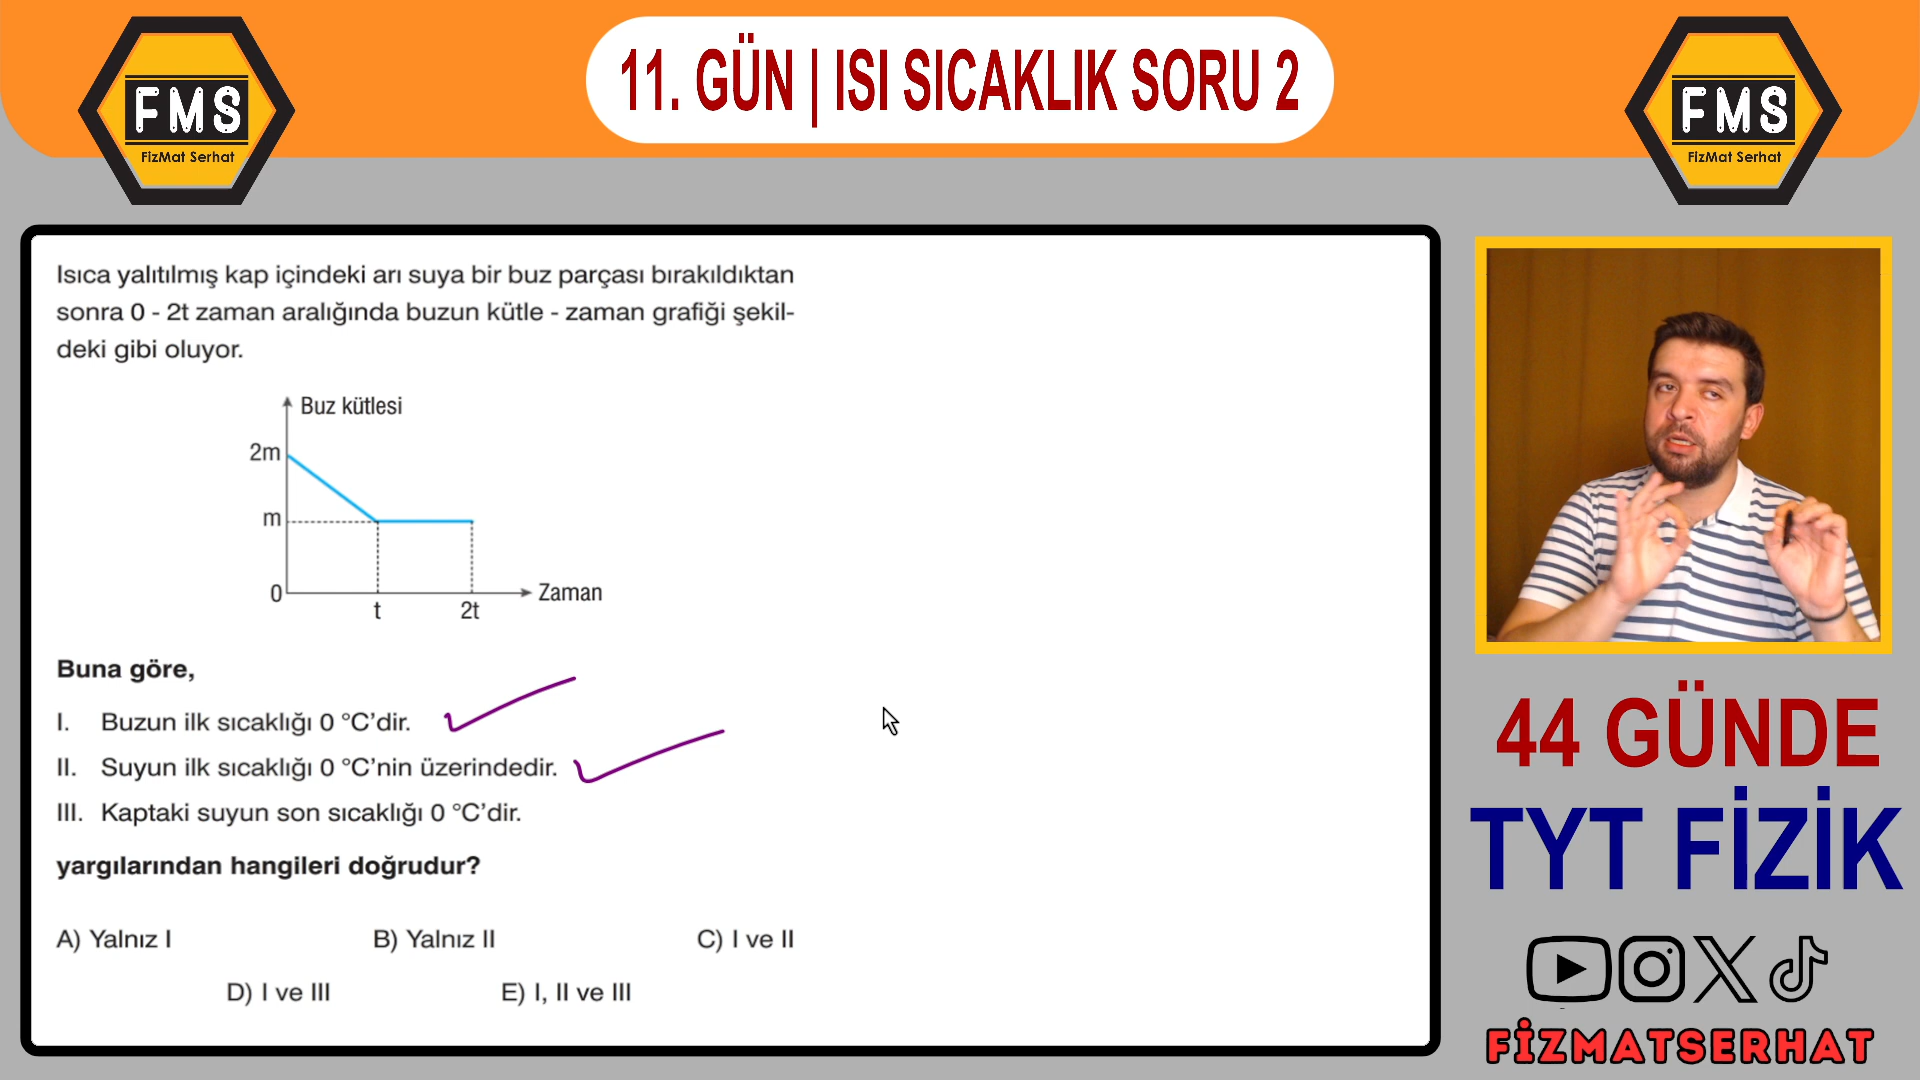 11. GÜN | ISI SICAKLIK SORU 2
FMS
FizMat Serhat
FMS
FizMat Serhat
Isıca yalıtılmış kap içindeki arı suya bir buz parçası bırakıldıktan
sonra 0 - 2t zaman aralığında buzun kütle - zaman grafiği şekil-
deki gibi oluyor.
Buz kütlesi
2m
m
0
t
2t
Zaman
Buna göre,
I. Buzun ilk sıcaklığı 0 °C'dir.
II. Suyun ilk sıcaklığı 0 °C'nin üzerindedir.
III. Kaptaki suyun son sıcaklığı 0 °C'dir.
yargılarından hangileri doğrudur?
A) Yalnız I
B) Yalnız II
C) I ve II
D) I ve III
E) I, II ve III
44 GÜNDE
TYT FİZİK
FİZMATSERHAT